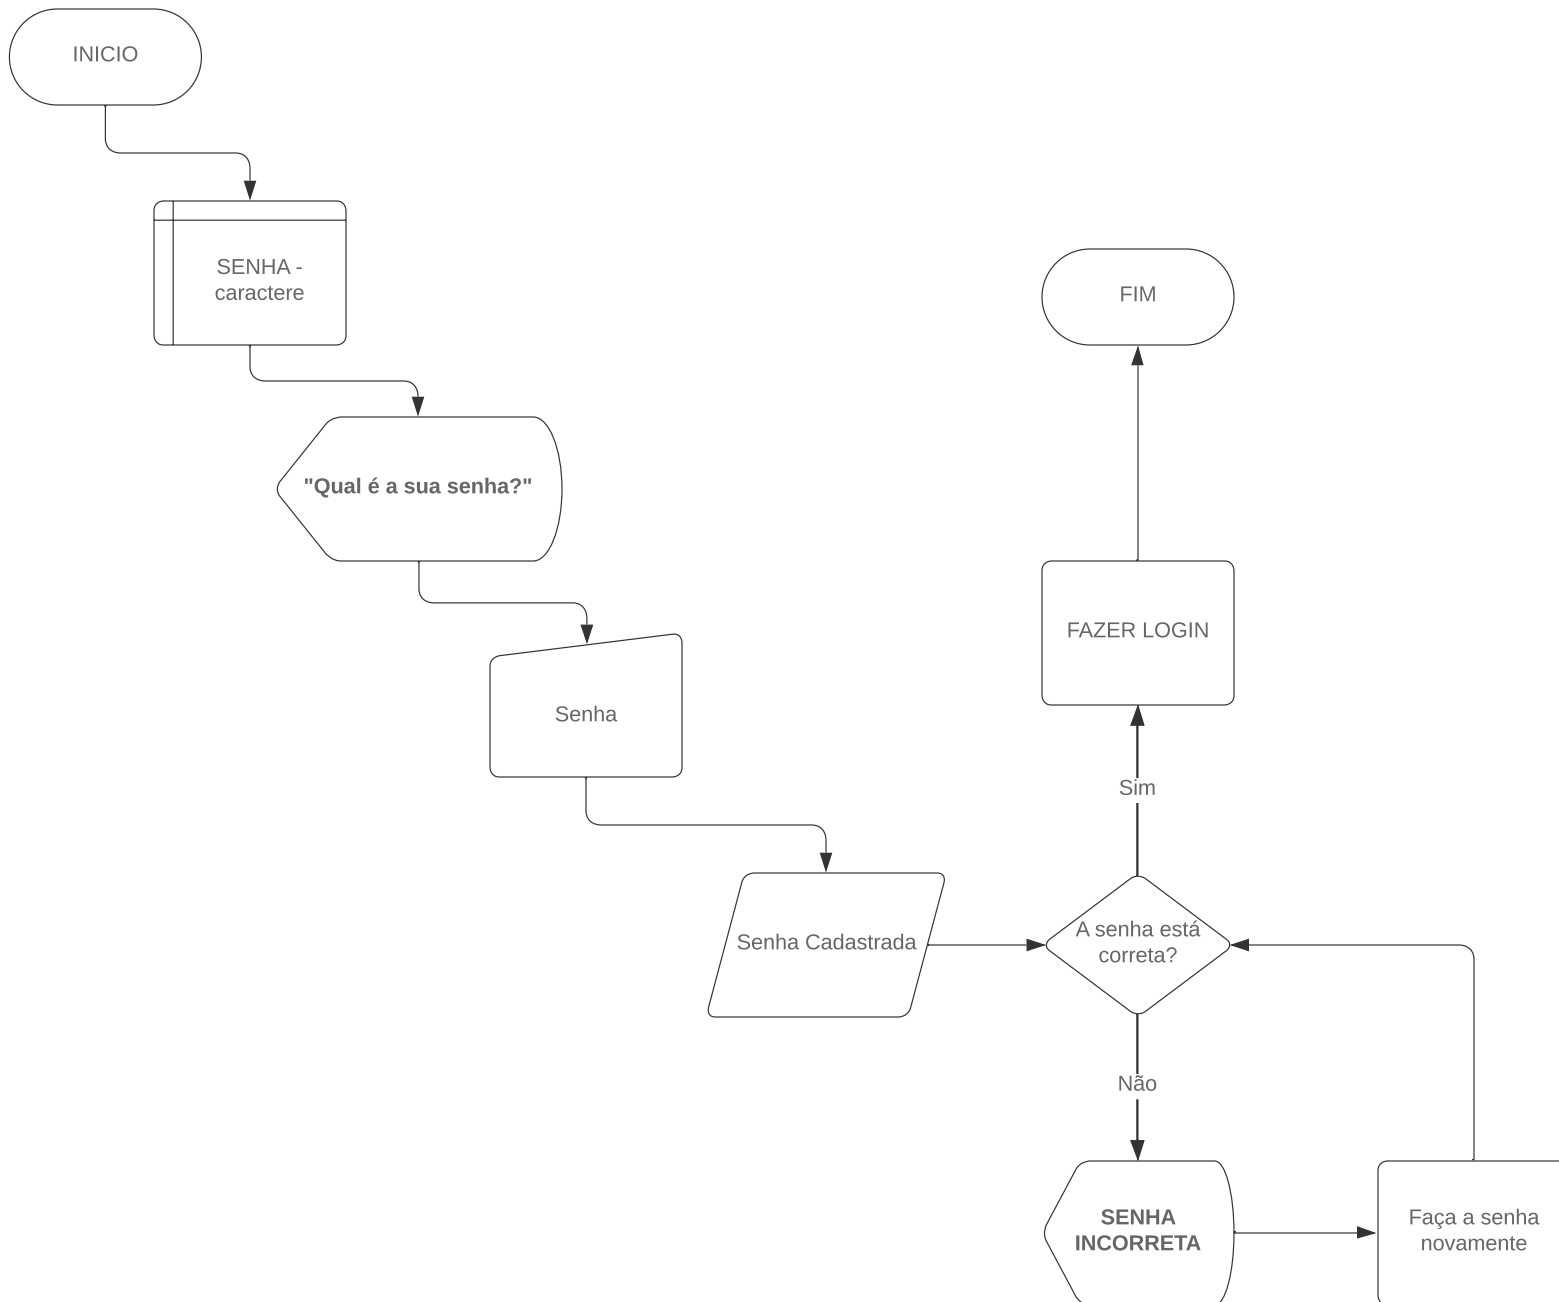 INICIO
SENHA -
caractere
"Qual é a sua senha?"
Senha
Senha Cadastrada
A senha está
correta?
Sim
FAZER LOGIN
FIM
Não
SENHA
INCORRETA
Faça a senha
novamente